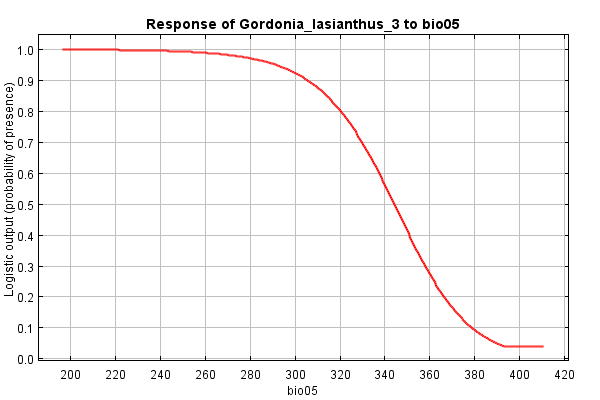 Response of Gordonia_lasianthus_3 to bio05
Logistic output (probability of presence)
1.0
0.9
0.8
0.7
0.6
0.5
0.4
0.3
0.2
0.1
0.0
200 220 240 260 280 300 320 340 360 380 400 420
bio05